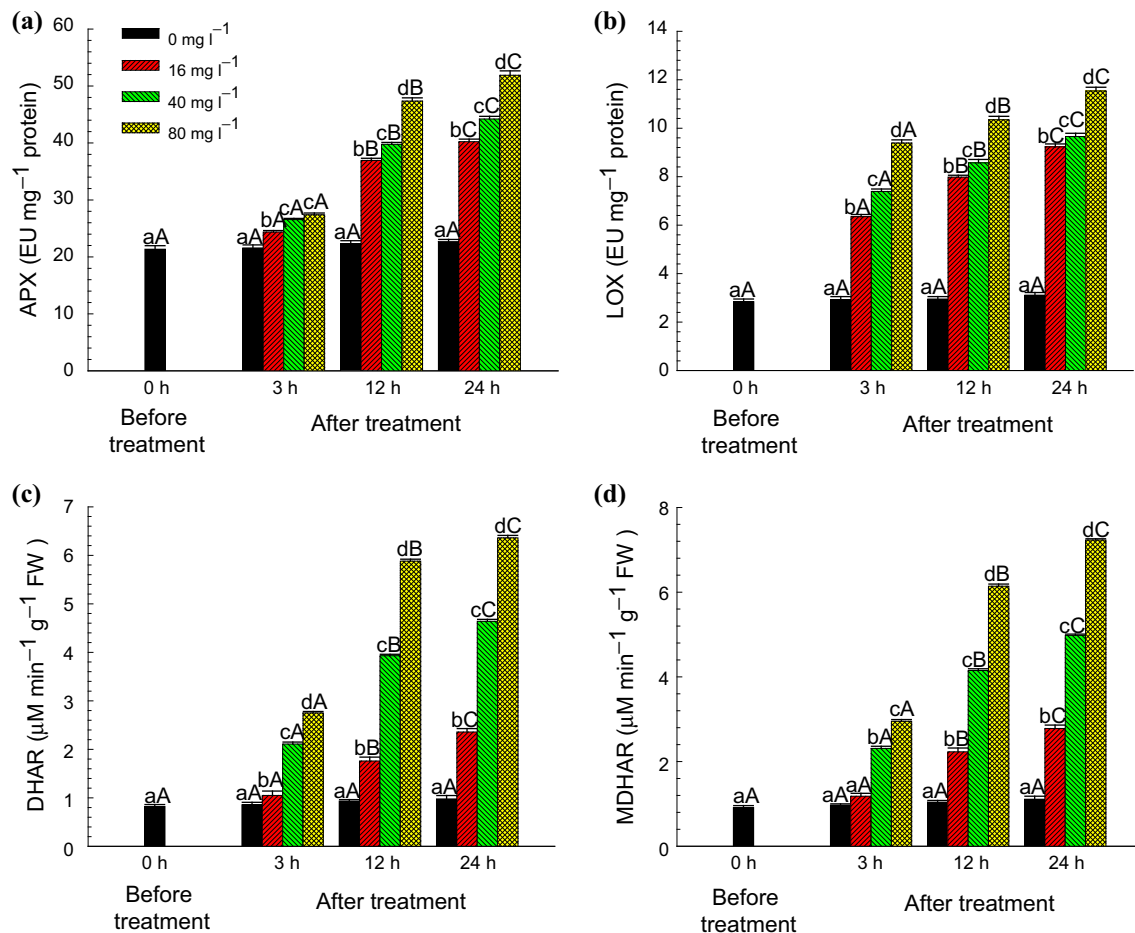 (a)
APX (EU mg⁻¹ protein)
60
50
40
30
20
10
0
0 mg l⁻¹
16 mg l⁻¹
40 mg l⁻¹
80 mg l⁻¹
aA
aA
bA
cA
cA
aA
bB
cB
dB
aA
bC
cC
dC
0 h
3 h
12 h
24 h
Before
treatment
After treatment
(b)
LOX (EU mg⁻¹ protein)
14
12
10
8
6
4
2
0
aA
aA
bA
cA
dA
aA
bB
cB
dB
aA
bC
cC
dC
0 h
3 h
12 h
24 h
Before
treatment
After treatment
(c)
DHAR (µM min⁻¹ g⁻¹ FW)
7
6
5
4
3
2
1
0
aA
aA
bA
cA
dA
aA
bB
cB
dB
aA
bC
cC
dC
0 h
3 h
12 h
24 h
Before
treatment
After treatment
(d)
MDHAR (µM min⁻¹ g⁻¹ FW )
8
6
4
2
0
aA
aA
aA
bA
cA
aA
bB
cB
dB
aA
bC
cC
dC
0 h
3 h
12 h
24 h
Before
treatment
After treatment